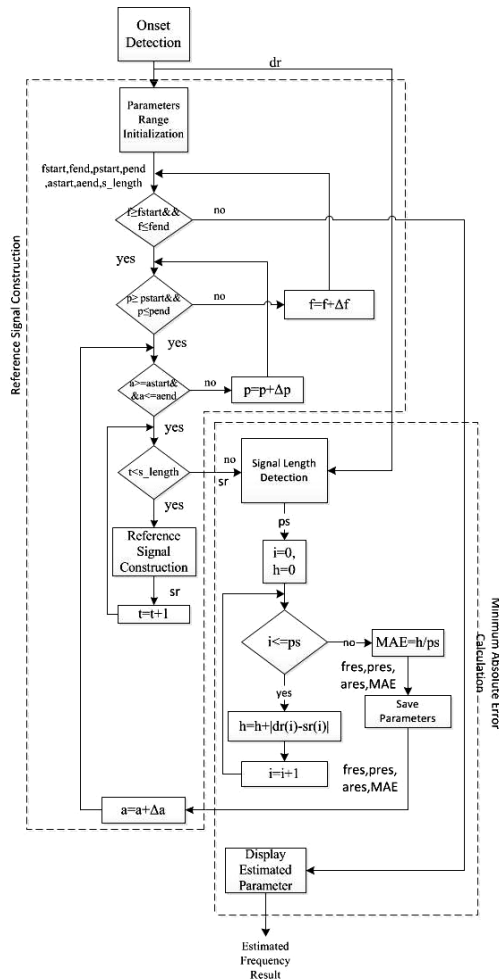 Onset
Detection
dr
Parameters
Range
Initialization
fstart,fend,pstart,pend
,astart,aend,s_length
f≥fstart&&
f≤fend
no
yes
p≥ pstart&&
p≤pend
no
f=f+Δf
yes
a>=astart&
&a<=aend
no
p=p+Δp
yes
t<s_length
no
sr
Signal Length
Detection
yes
ps
Reference
Signal
Construction
i=0,
h=0
sr
t=t+1
i<=ps
no
MAE=h/ps
fres,pres,
ares,MAE
yes
Save
Parameters
h=h+|dr(i)-sr(i)|
i=i+1
fres,pres,
ares,MAE
a=a+Δa
Display
Estimated
Parameter
Estimated
Frequency
Result
Reference Signal Construction
Minimum Absolute Error
Calculation